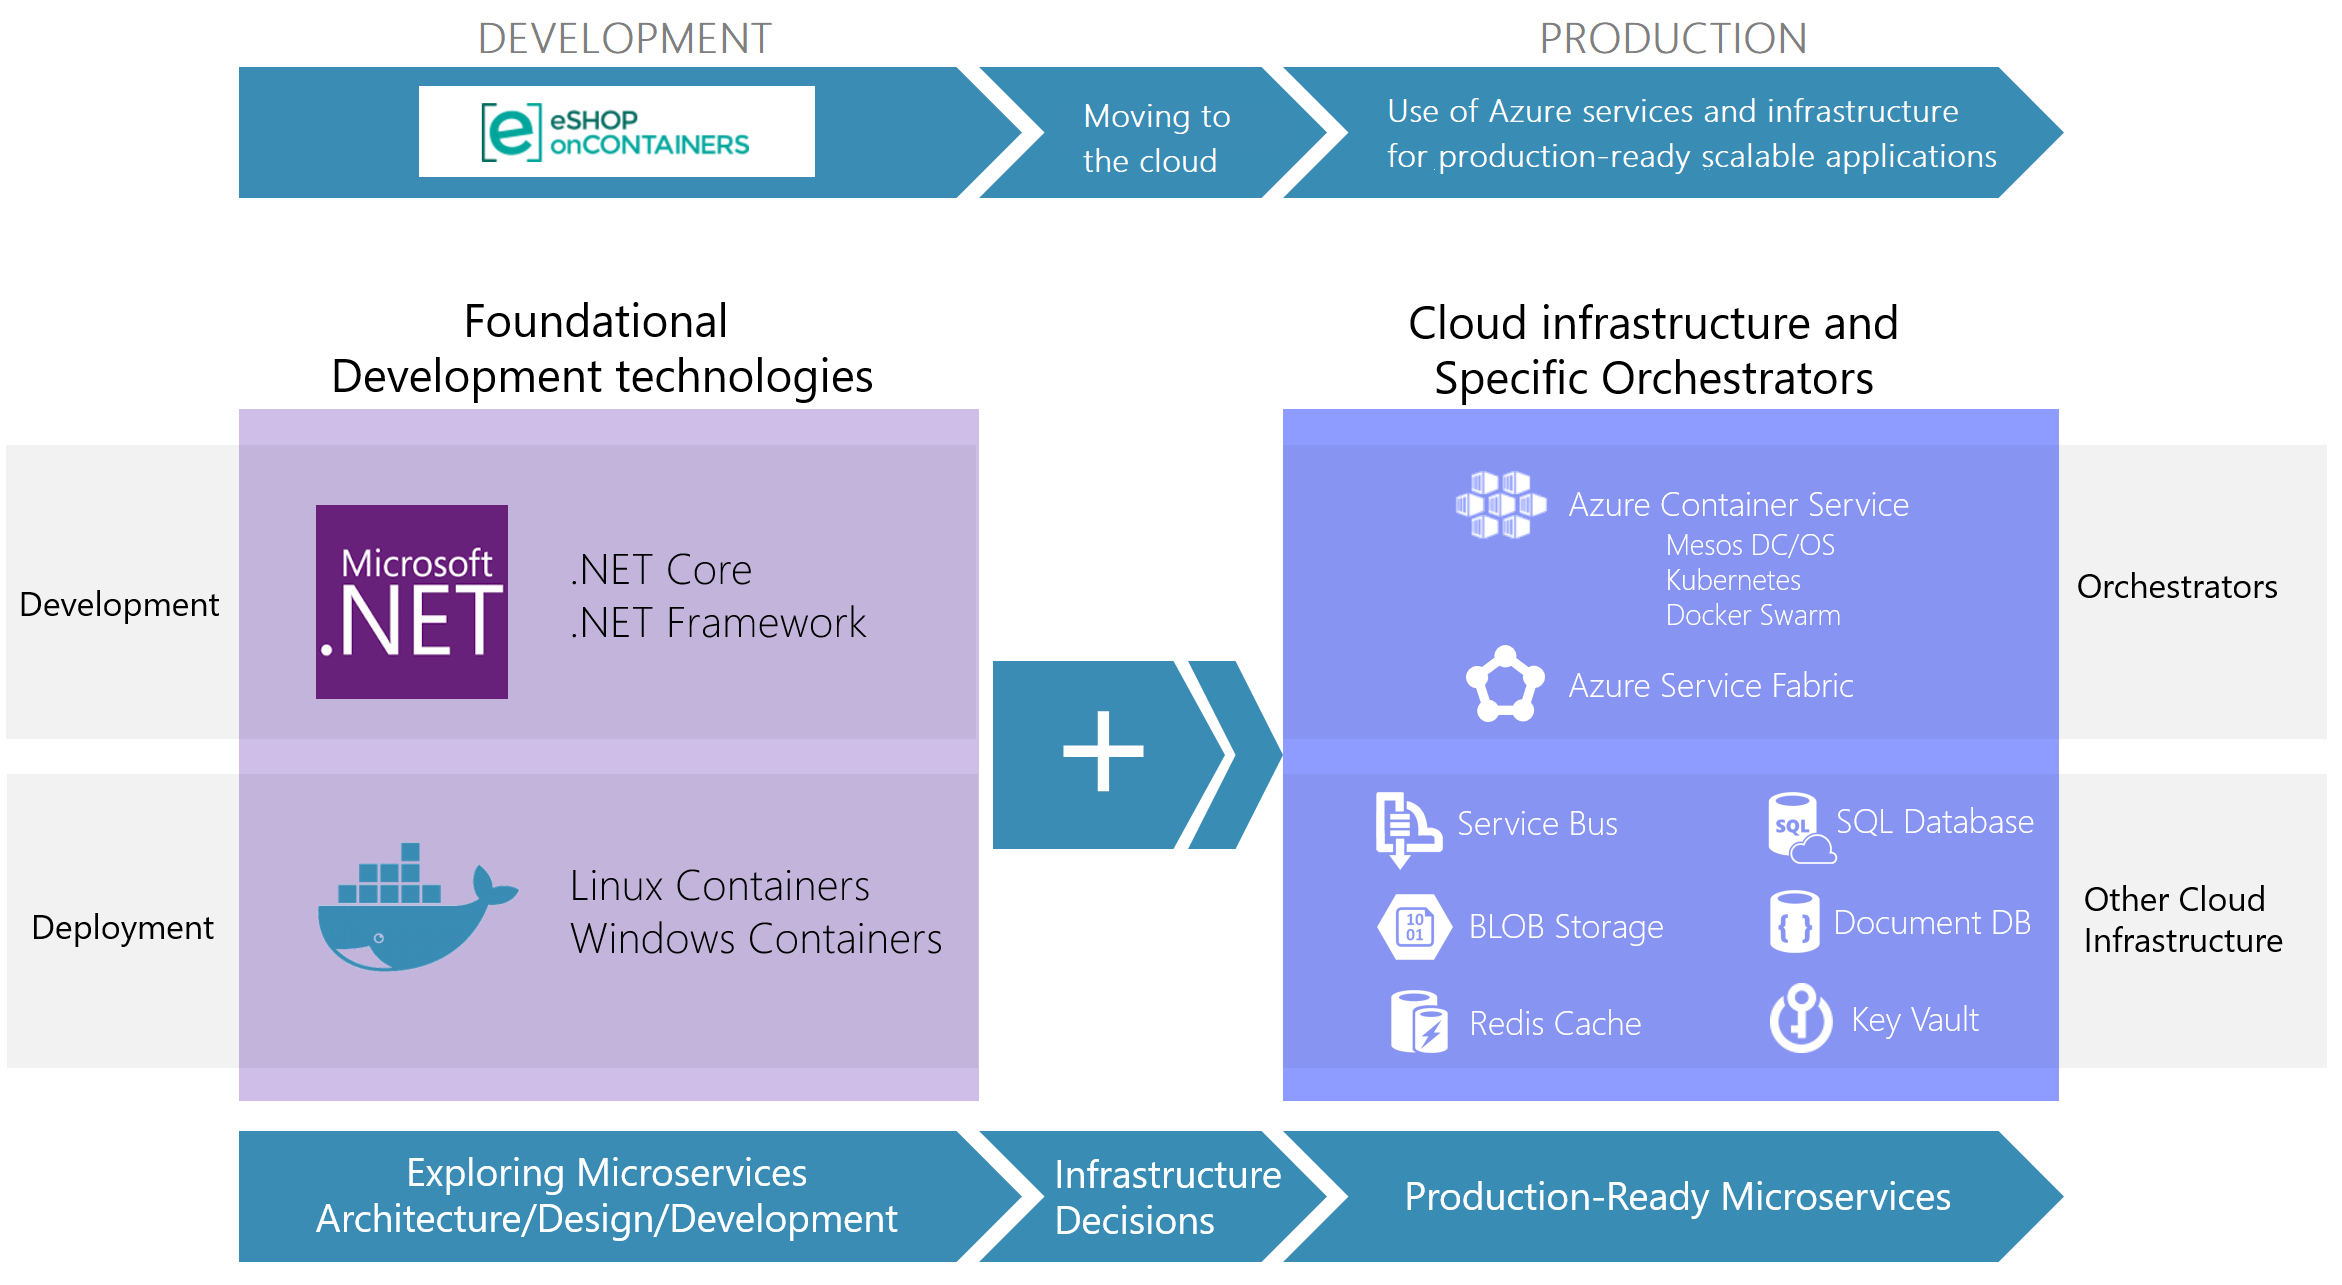 DEVELOPMENT
PRODUCTION
[e] eSHOP
onCONTAINERS
Moving to
the cloud
Use of Azure services and infrastructure
for production-ready scalable applications
Foundational
Development technologies
Cloud infrastructure and
Specific Orchestrators
Development
Microsoft
.NET
.NET Core
.NET Framework
Azure Container Service
Mesos DC/OS
Kubernetes
Docker Swarm
Azure Service Fabric
Orchestrators
+
Deployment
Linux Containers
Windows Containers
Service Bus
SQL
SQL Database
10
01
BLOB Storage
{ }
Document DB
Redis Cache
Key Vault
Other Cloud
Infrastructure
Exploring Microservices
Architecture/Design/Development
Infrastructure
Decisions
Production-Ready Microservices